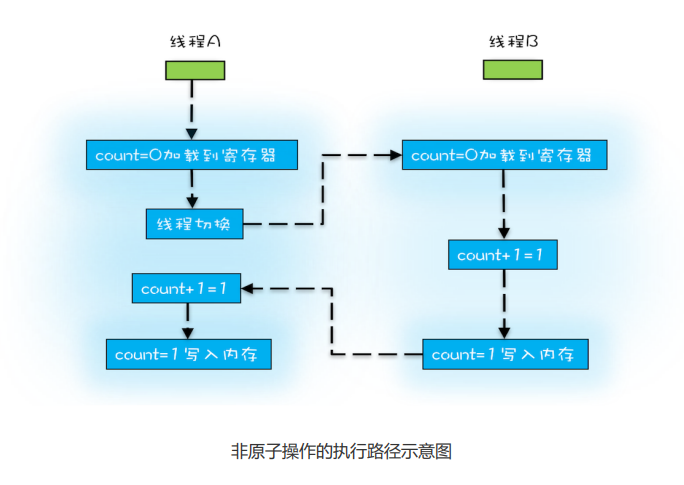 线程A
线程B
count=0加载到寄存器
count=0加载到寄存器
线程切换
count+1=1
count+1=1
count=1写入内存
count=1写入内存
非原子操作的执行路径示意图